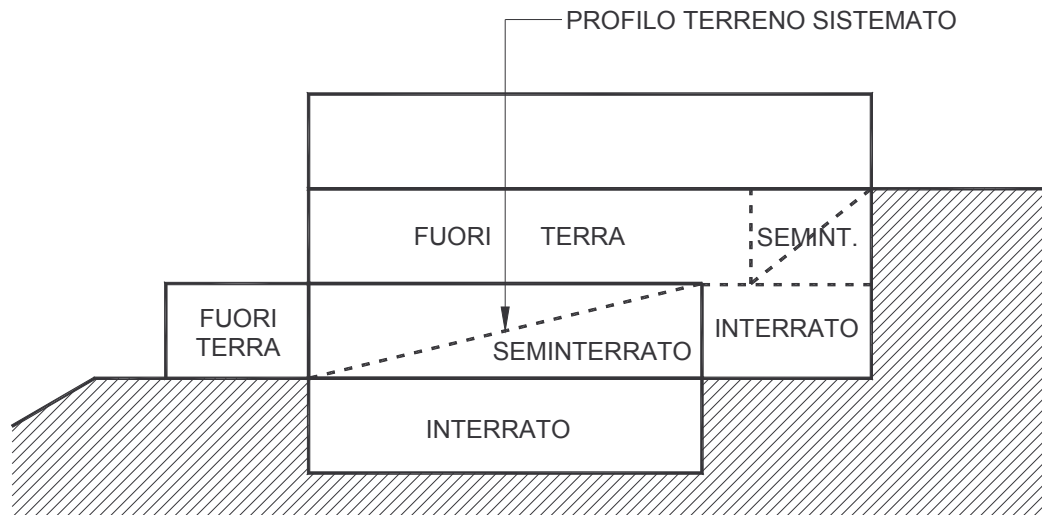 PROFILO TERRENO SISTEMATO
FUORI TERRA
SEMINT.
FUORI
TERRA
SEMINTERRATO
INTERRATO
INTERRATO